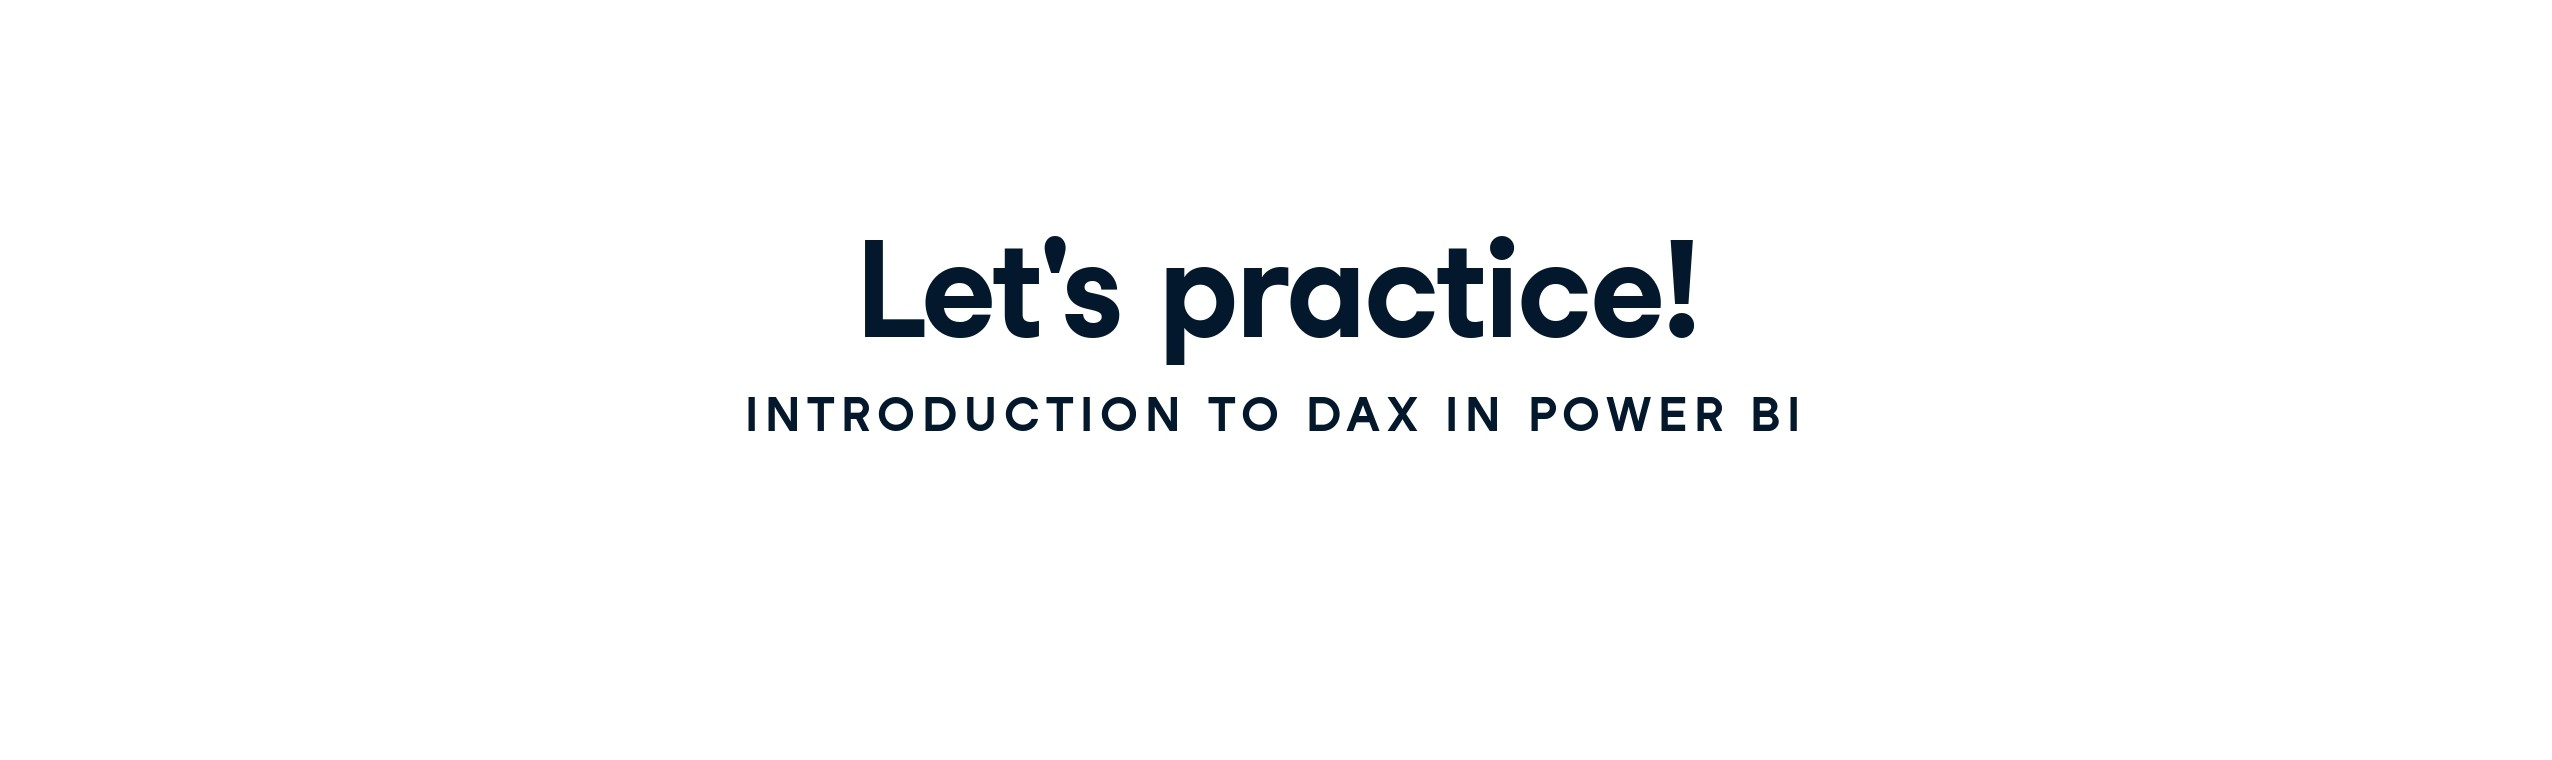 Let's practice!
INTRODUCTION TO DAX IN POWER BI